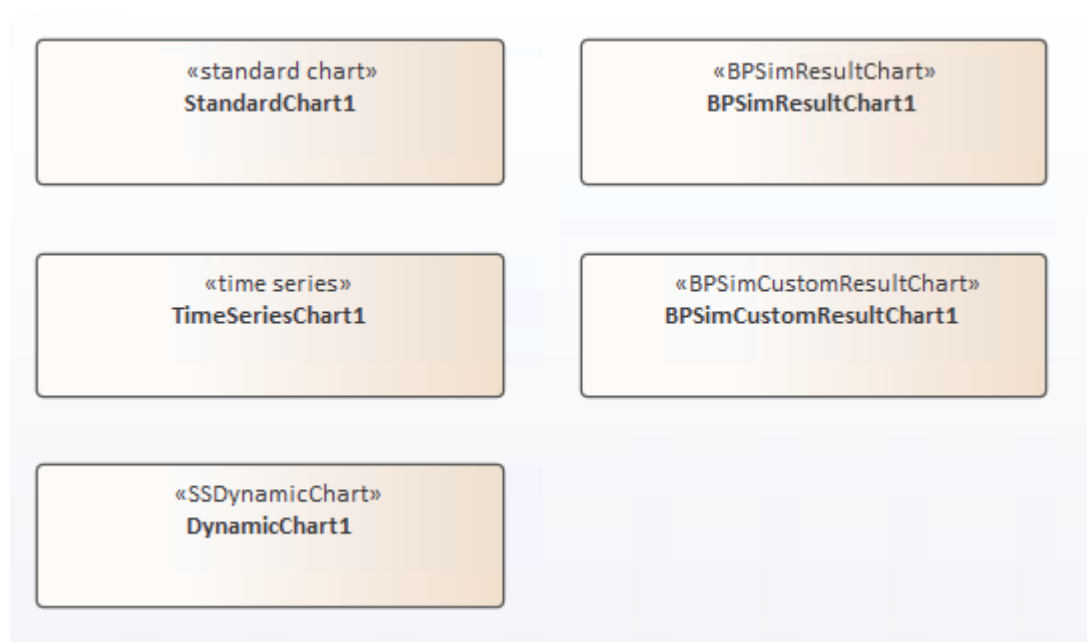 «standard chart»
StandardChart1
«BPSimResultChart»
BPSimResultChart1
«time series»
TimeSeriesChart1
«BPSimCustomResultChart»
BPSimCustomResultChart1
«SSDynamicChart»
DynamicChart1